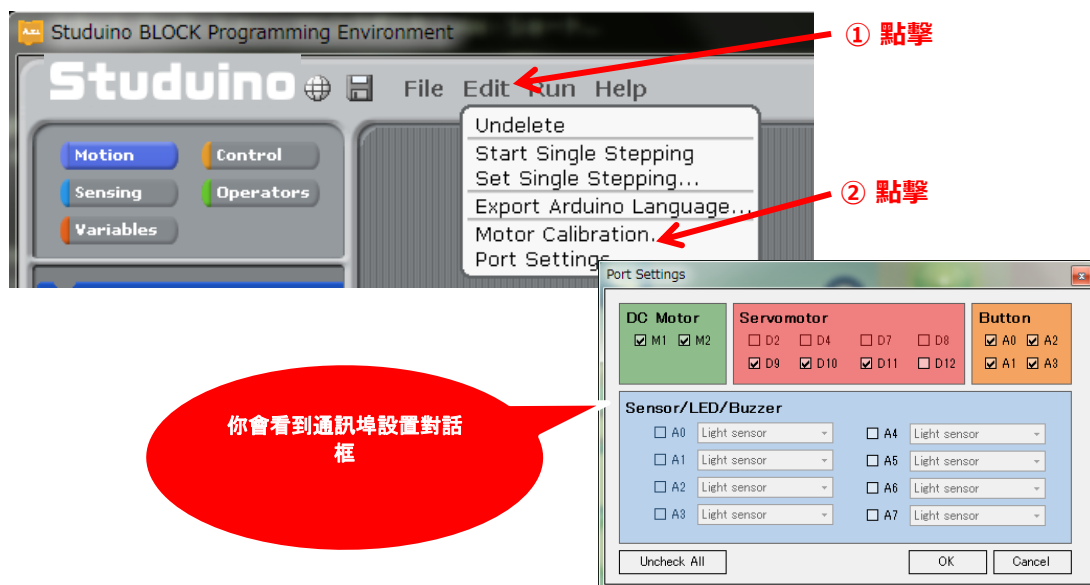 Studuino BLOCK Programming Environment
① 點擊
Studuino File Edit Run Help
Undelete
Start Single Stepping
Set Single Stepping...
Export Arduino Language...
Motor Calibration..
Port Settings
Motion Control
Sensing Operators
Variables
② 點擊
Port Settings
DC Motor
M1 M2
Servomotor
D2 D4 D7 D8
D9 D10 D11 D12
Button
A0 A2
A1 A3
Sensor/LED/Buzzer
A0 Light sensor A4 Light sensor
A1 Light sensor A5 Light sensor
A2 Light sensor A6 Light sensor
A3 Light sensor A7 Light sensor
Uncheck All OK Cancel
你會看到通訊埠設置對話
框